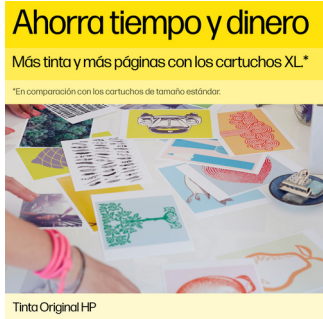 Ahorra tiempo y dinero
Más tinta y más páginas con los cartuchos XL.*
*En comparación con los cartuchos de tamaño estándar.
Tinta Original HP